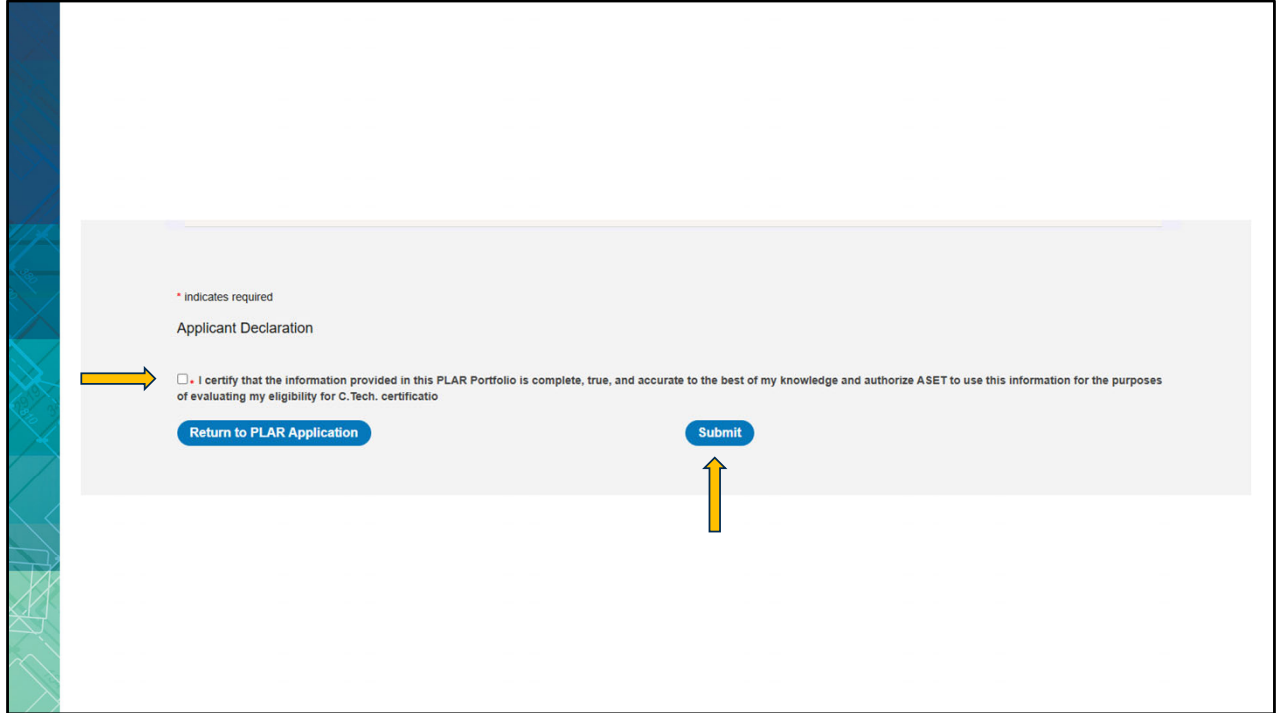 * indicates required
Applicant Declaration
* I certify that the information provided in this PLAR Portfolio is complete, true, and accurate to the best of my knowledge and authorize ASET to use this information for the purposes
of evaluating my eligibility for C.Tech. certificatio
Return to PLAR Application
Submit